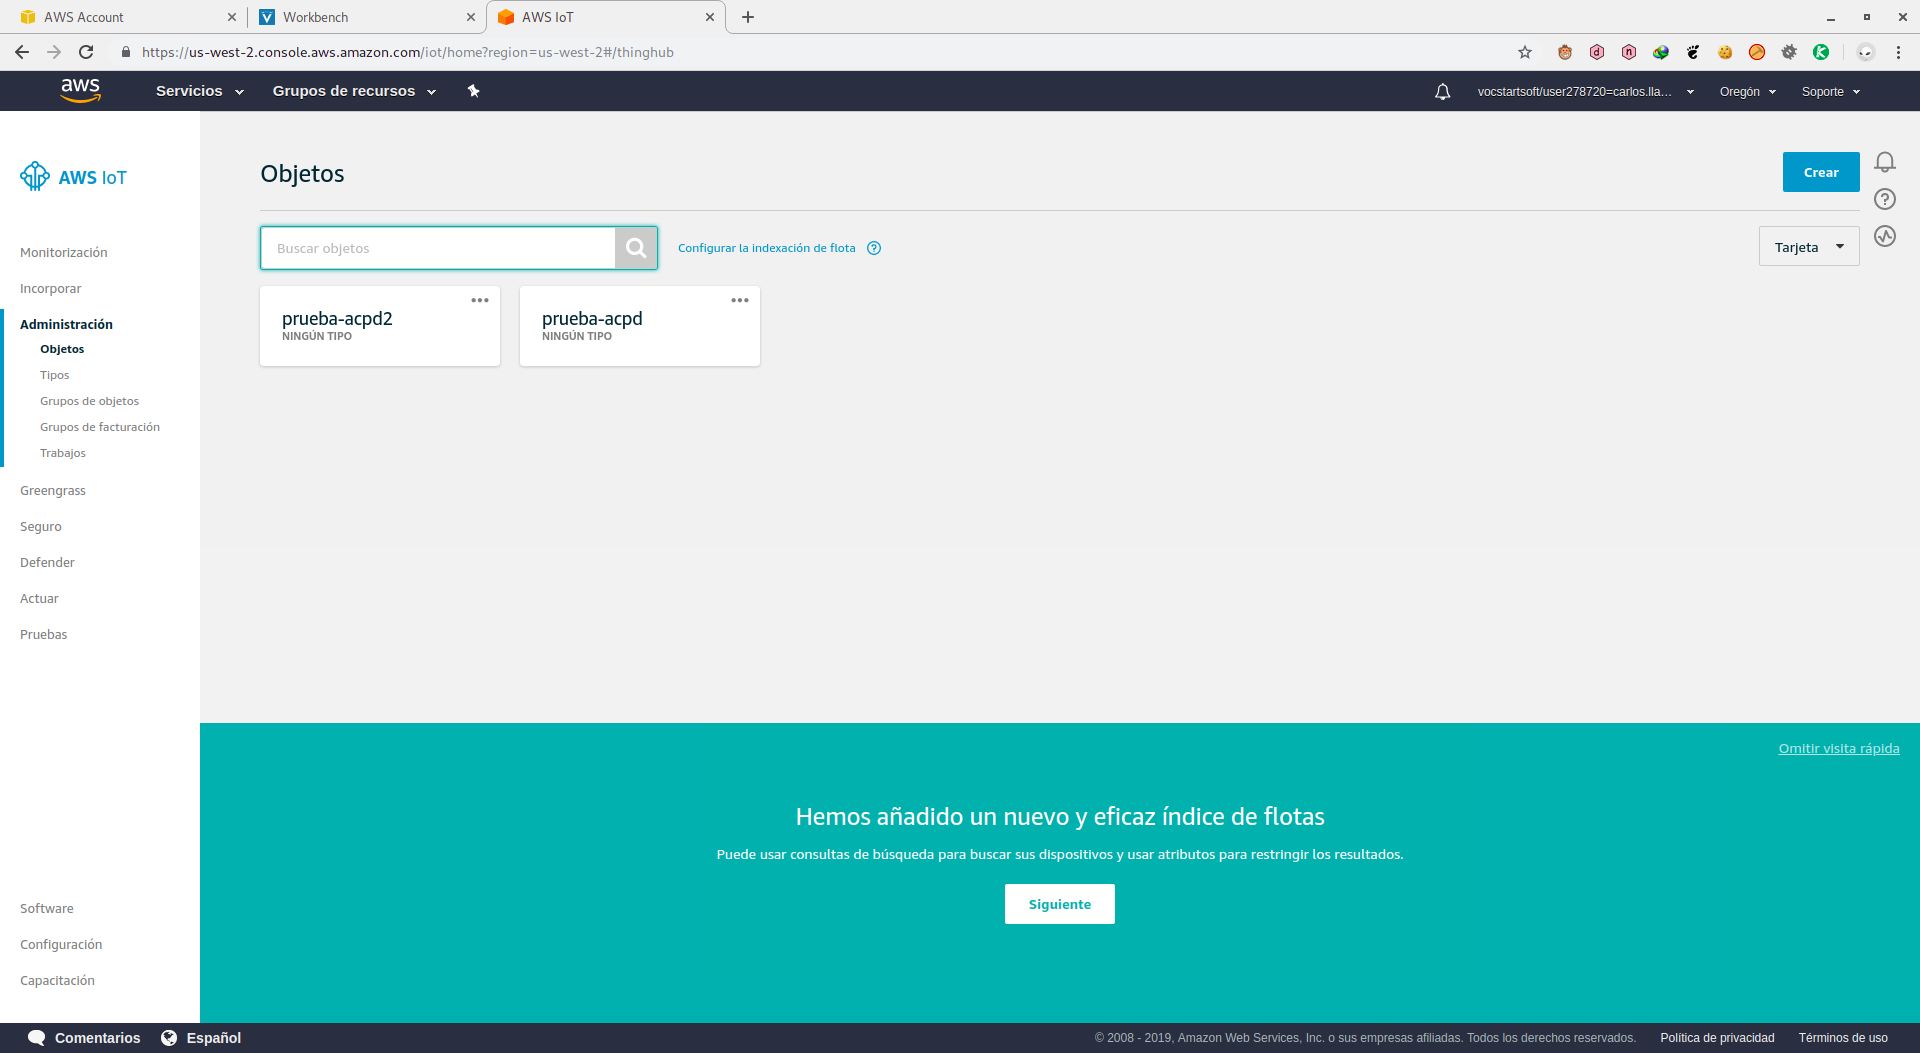 AWS Account
Workbench
AWS IoT
https://us-west-2.console.aws.amazon.com/iot/home?region=us-west-2#/thinghub
aws
Servicios
Grupos de recursos
vocstartsoft/user278720=carlos.lla...
Oregón
Soporte
AWS IoT
Monitorización
Incorporar
Administración
Objetos
Tipos
Grupos de objetos
Grupos de facturación
Trabajos
Greengrass
Seguro
Defender
Actuar
Pruebas
Software
Configuración
Capacitación
Objetos
Crear
Buscar objetos
Configurar la indexación de flota
Tarjeta
prueba-acpd2
NINGÚN TIPO
prueba-acpd
NINGÚN TIPO
Omitir visita rápida
Hemos añadido un nuevo y eficaz índice de flotas
Puede usar consultas de búsqueda para buscar sus dispositivos y usar atributos para restringir los resultados.
Siguiente
Comentarios
Español
© 2008 - 2019, Amazon Web Services, Inc. o sus empresas afiliadas. Todos los derechos reservados.
Política de privacidad
Términos de uso